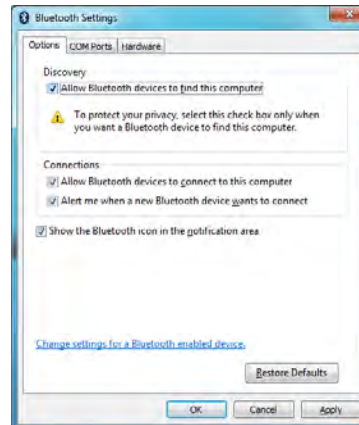 Bluetooth Settings
Options COM Ports Hardware
Discovery
Allow Bluetooth devices to find this computer
To protect your privacy, select this check box only when
you want a Bluetooth device to find this computer.
Connections
Allow Bluetooth devices to connect to this computer
Alert me when a new Bluetooth device wants to connect
Show the Bluetooth icon in the notification area
Change settings for a Bluetooth enabled device.
Restore Defaults
OK Cancel Apply